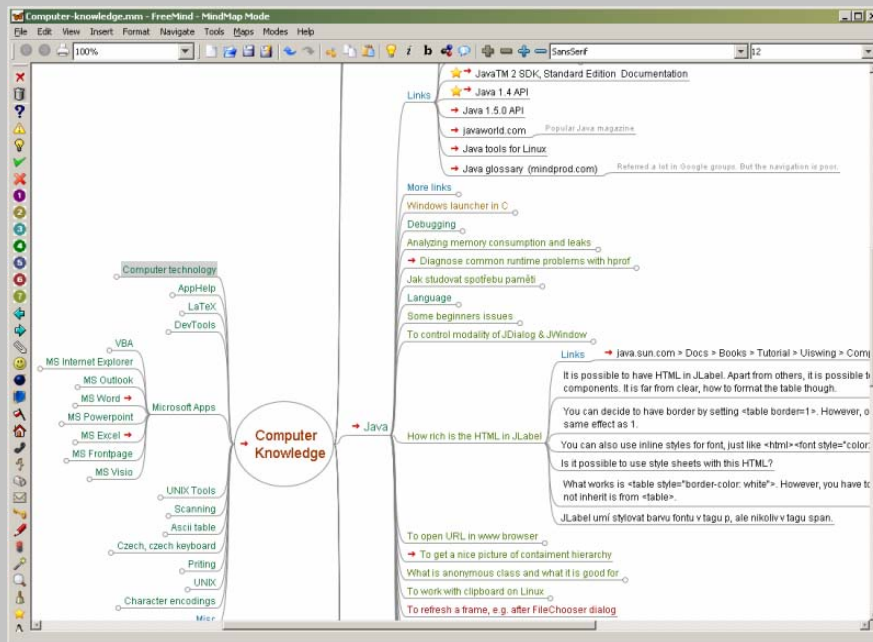 Computer-knowledge.mm - FreeMind - MindMap Mode
File Edit View Insert Format Navigate Tools Maps Modes Help
100%
i b
SansSerif
12
Links
JavaTM 2 SDK, Standard Edition Documentation
Java 1.4 API
Java 1.5.0 API
javaworld.com
Popular Java magazine
Java tools for Linux
Java glossary (mindprod.com)
Referred a lot in Google groups. But the navigation is poor.
More links
Windows launcher in C
Debugging
Analyzing memory consumption and leaks
Diagnose common runtime problems with hprof
Jak studovat spotřebu paměti
Language
Some beginners issues
To control modality of JDialog & JWindow
Computer technology
AppHelp
LaTeX
DevTools
VBA
MS Internet Explorer
MS Outlook
MS Word
MS Powerpoint
MS Excel
MS Frontpage
MS Visio
Microsoft Apps
UNIX Tools
Scanning
Ascii table
Czech, czech keyboard
Priting
UNIX
Character encodings
Misc
Computer
Knowledge
Java
How rich is the HTML in JLabel
Links
java.sun.com > Docs > Books > Tutorial > Uiswing > Comp
It is possible to have HTML in JLabel. Apart from others, it is possible to
components. It is far from clear, how to format the table though.
You can decide to have border by setting <table border=1>. However, o
same effect as 1.
You can also use inline styles for font, just like <html><font style="color:
Is it possible to use style sheets with this HTML?
What works is <table style="border-color: white">. However, you have to
not inherit is from <table>.
JLabel umí stylovat barvu fontu v tagu p, ale nikoliv v tagu span.
To open URL in www browser
To get a nice picture of contaiment hierarchy
What is anonymous class and what it is good for
To work with clipboard on Linux
To refresh a frame, e.g. after FileChooser dialog